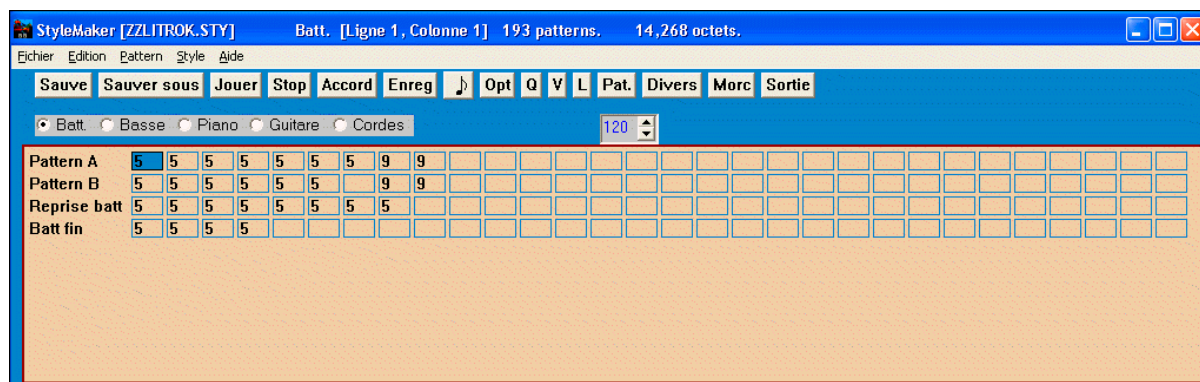 StyleMaker [ZZLITROK.STY] Batt. [Ligne 1, Colonne 1] 193 patterns. 14,268 octets.
Fichier Edition Pattern Style Aide
Sauve Sauver sous Jouer Stop Accord Enreg ♪ Opt Q V L Pat. Divers Morc Sortie
Batt. Basse Piano Guitare Cordes 120
Pattern A 5 5 5 5 5 5 5 9 9
Pattern B 5 5 5 5 5 5 9 9
Reprise batt 5 5 5 5 5 5 5 5
Batt fin 5 5 5 5